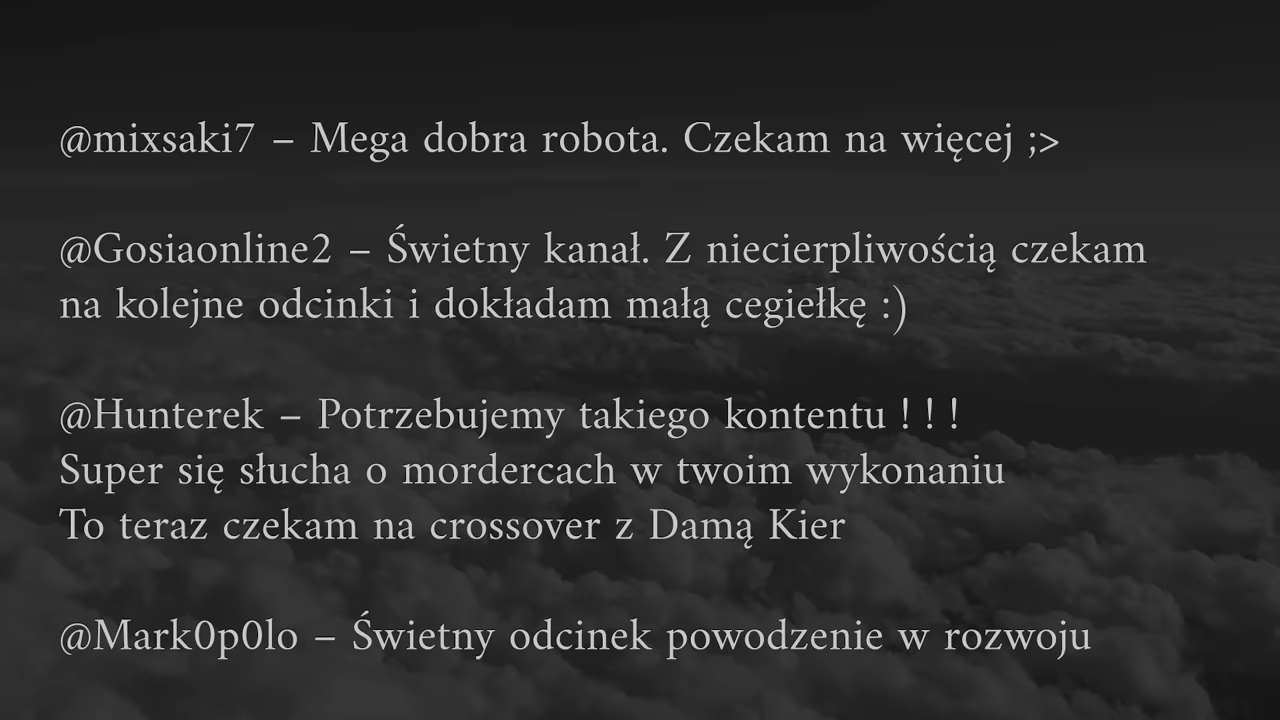 @mixsaki7 – Mega dobra robota. Czekam na więcej ;>
@Gosiaonline2 – Świetny kanał. Z niecierpliwością czekam
na kolejne odcinki i dokładam małą cegiełkę :)
@Hunterek – Potrzebujemy takiego kontentu ! ! !
Super się słucha o mordercach w twoim wykonaniu
To teraz czekam na crossover z Damą Kier
@Mark0p0lo – Świetny odcinek powodzenie w rozwoju